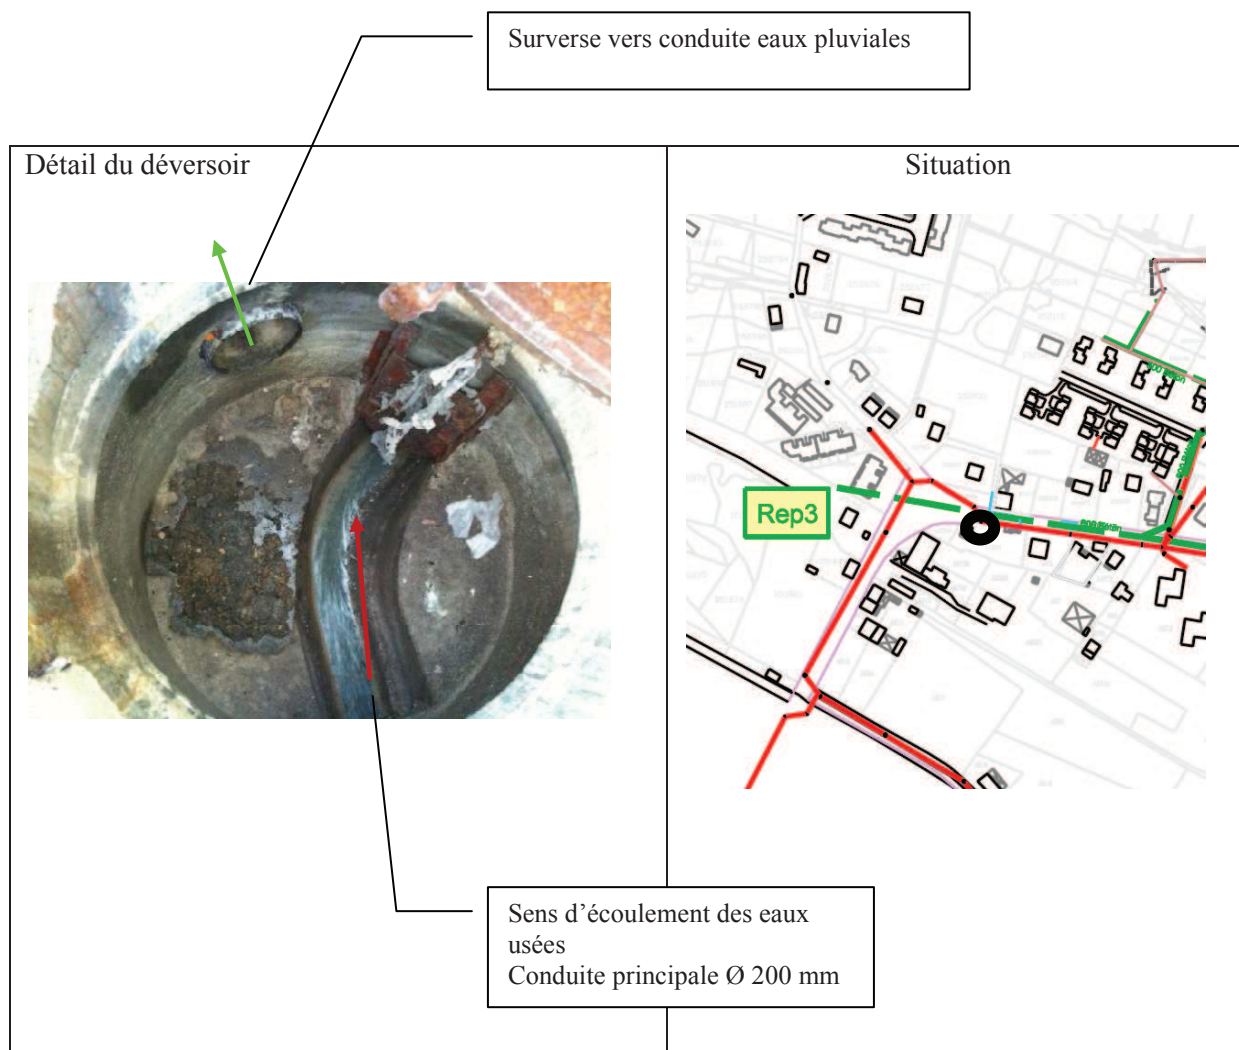 Surverse vers conduite eaux pluviales
Détail du déversoir
Situation
Rep3
Sens d’écoulement des eaux
usées
Conduite principale Ø 200 mm